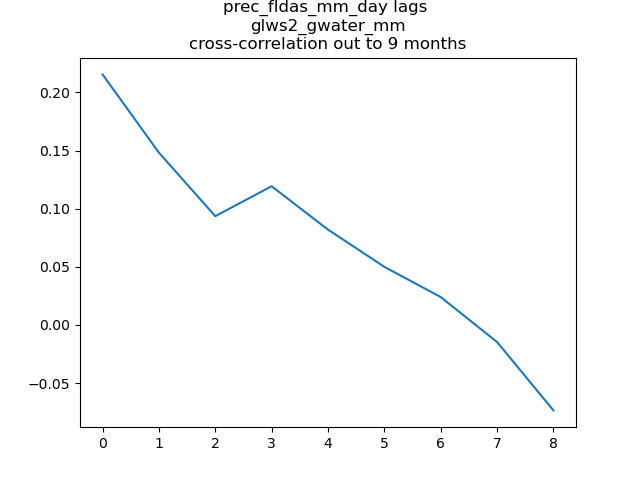 prec_fldas_mm_day lags
glws2_gwater_mm
cross-correlation out to 9 months
0.20
0.15
0.10
0.05
0.00
−0.05
0 1 2 3 4 5 6 7 8